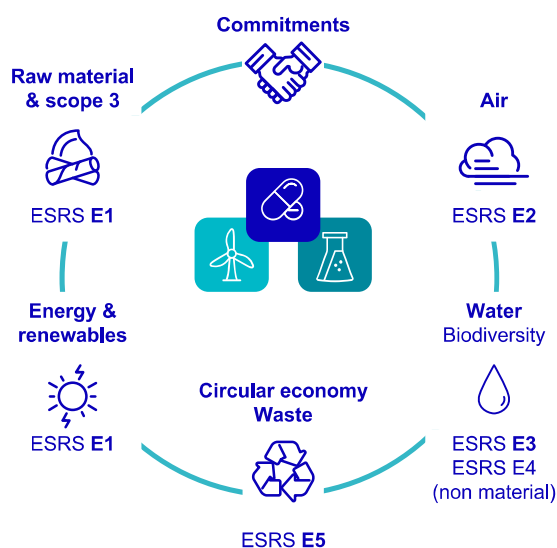 Commitments
Raw material
& scope 3
ESRS E1
Air
ESRS E2
Energy &
renewables
ESRS E1
Water
Biodiversity
ESRS E3
ESRS E4
(non material)
Circular economy
Waste
ESRS E5